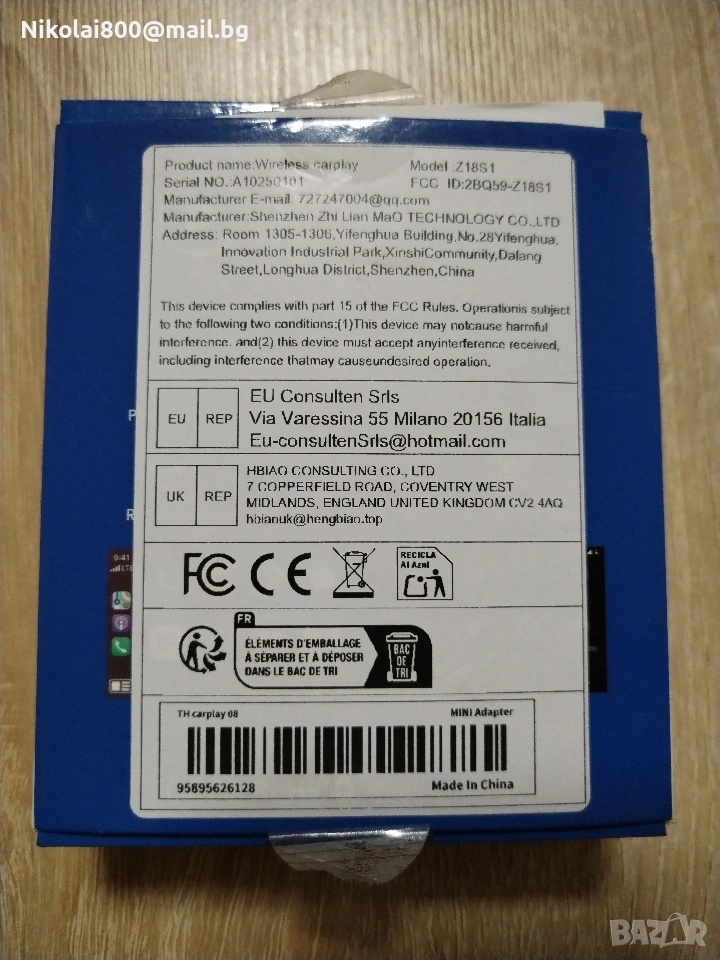 Nikolai800@mail.bg
Product name:Wireless carplay
Model :Z18S1
Serial NO.:A10250101
FCC ID:2BQ59-Z18S1
Manufacturer E-mail: 727247004@qq.com
Manufacturer:Shenzhen Zhi Lian MaO TECHNOLOGY CO.,LTD
Address: Room 1305-1306,Yifenghua Building,No.28Yifenghua,
Innovation Industrial Park,XinshiCommunity,Dalang
Street,Longhua District,Shenzhen,China
This device complies with part 15 of the FCC Rules. Operationis subject
to the following two conditions:(1)This device may notcause harmful
interference. and(2) this device must accept anyinterference received,
including interference thatmay causeundesired operation.
EU REP
EU Consulten Srls
Via Varessina 55 Milano 20156 Italia
Eu-consultenSrls@hotmail.com
UK REP
HBIAO CONSULTING CO., LTD
7 COPPERFIELD ROAD, COVENTRY WEST
MIDLANDS, ENGLAND UNITED KINGDOM CV2 4AQ
hbiaouk@hengbiao.top
P
R
9:41
FC CE
RECICLA
Al Azul
FR
ÉLÉMENTS D'EMBALLAGE
À SÉPARER ET À DÉPOSER
DANS LE BAC DE TRI
BAC
DE
TRI
TH carplay 08
MINI Adapter
95895626128
Made In China
BAZAR